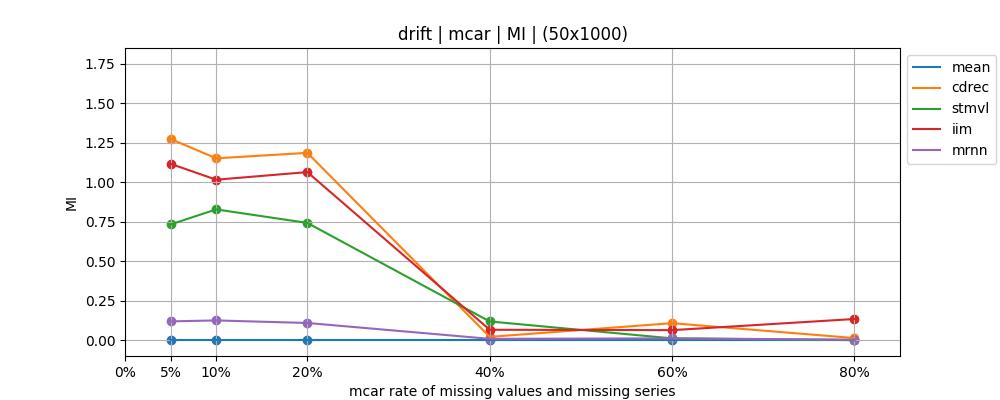 drift | mcar | MI | (50x1000)
MI
1.75
1.50
1.25
1.00
0.75
0.50
0.25
0.00
0% 5% 10% 20% 40% 60% 80%
mcar rate of missing values and missing series
mean
cdrec
stmvl
iim
mrnn